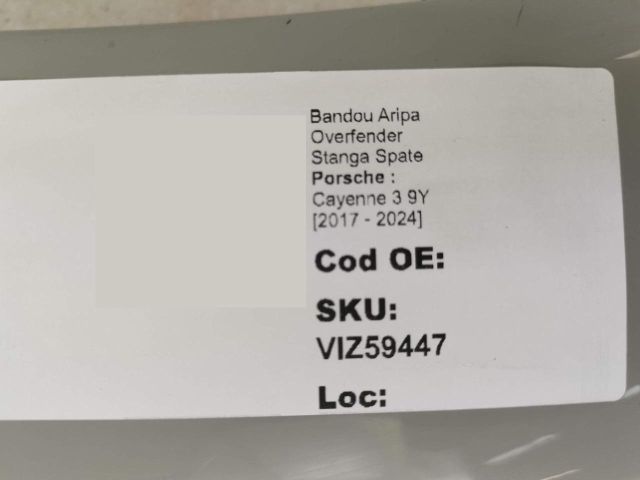 Bandou Aripa
Overfender
Stanga Spate
Porsche :
Cayenne 3 9Y
[2017 - 2024]
Cod OE:
SKU:
VIZ59447
Loc: